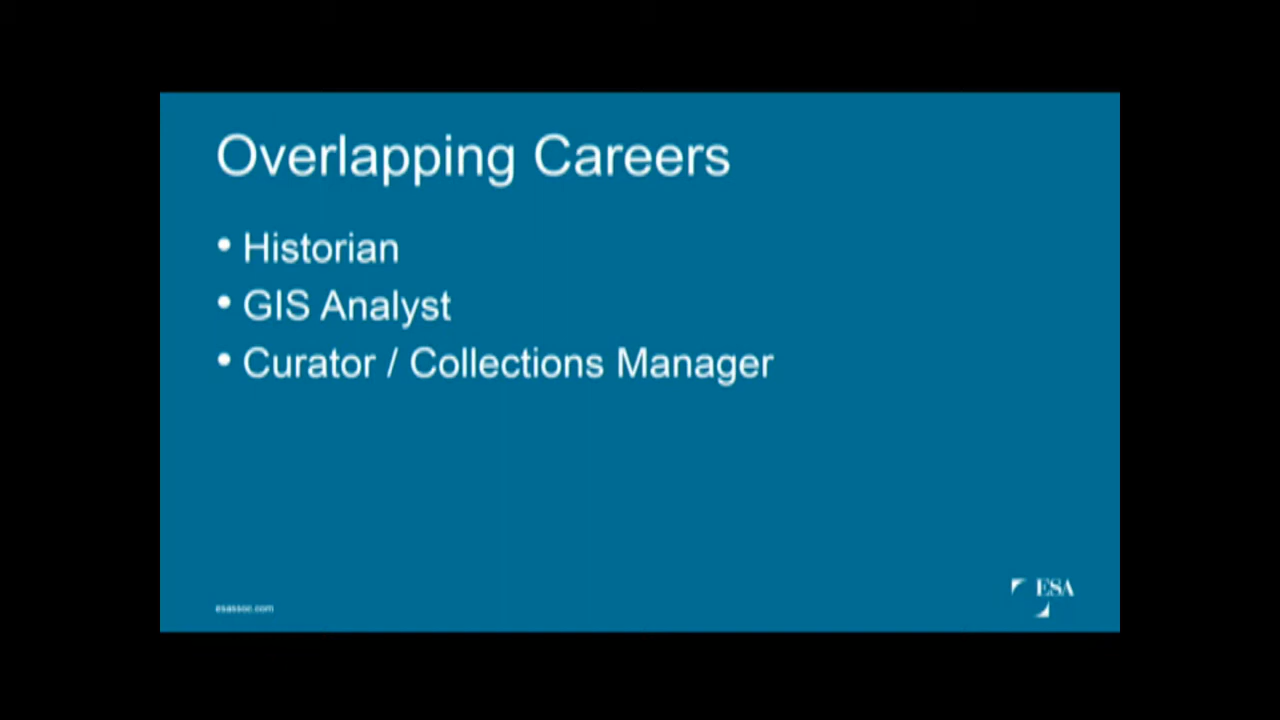 Overlapping Careers
• Historian
• GIS Analyst
• Curator / Collections Manager
esassoc.com
ESA